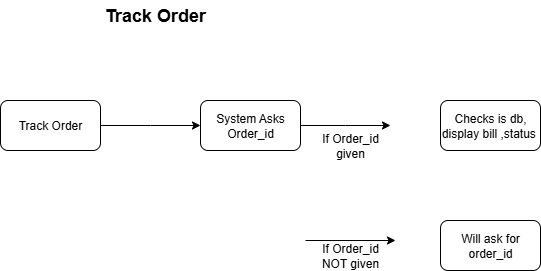 Track Order
Track Order
System Asks
Order_id
If Order_id
given
Checks is db,
display bill ,status
If Order_id
NOT given
Will ask for
order_id